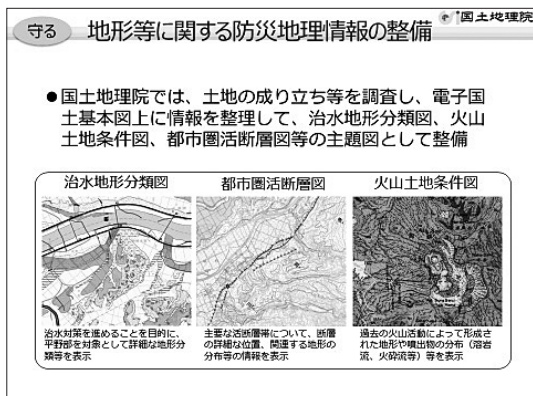 守る
地形等に関する防災地理情報の整備
国土地理院
●国土地理院では、土地の成り立ち等を調査し、電子国
土基本図上に情報を整理して、治水地形分類図、火山
土地条件図、都市圏活断層図等の主題図として整備
治水地形分類図
都市圏活断層図
火山土地条件図
治水対策を進めることを目的に、
平野部を対象として詳細な地形分
類等を表示
主要な活断層帯について、断層
の詳細な位置、関連する地形の
分布等の情報を表示
過去の火山活動によって形成さ
れた地形や噴出物の分布（溶岩
流、火砕流等）等を表示